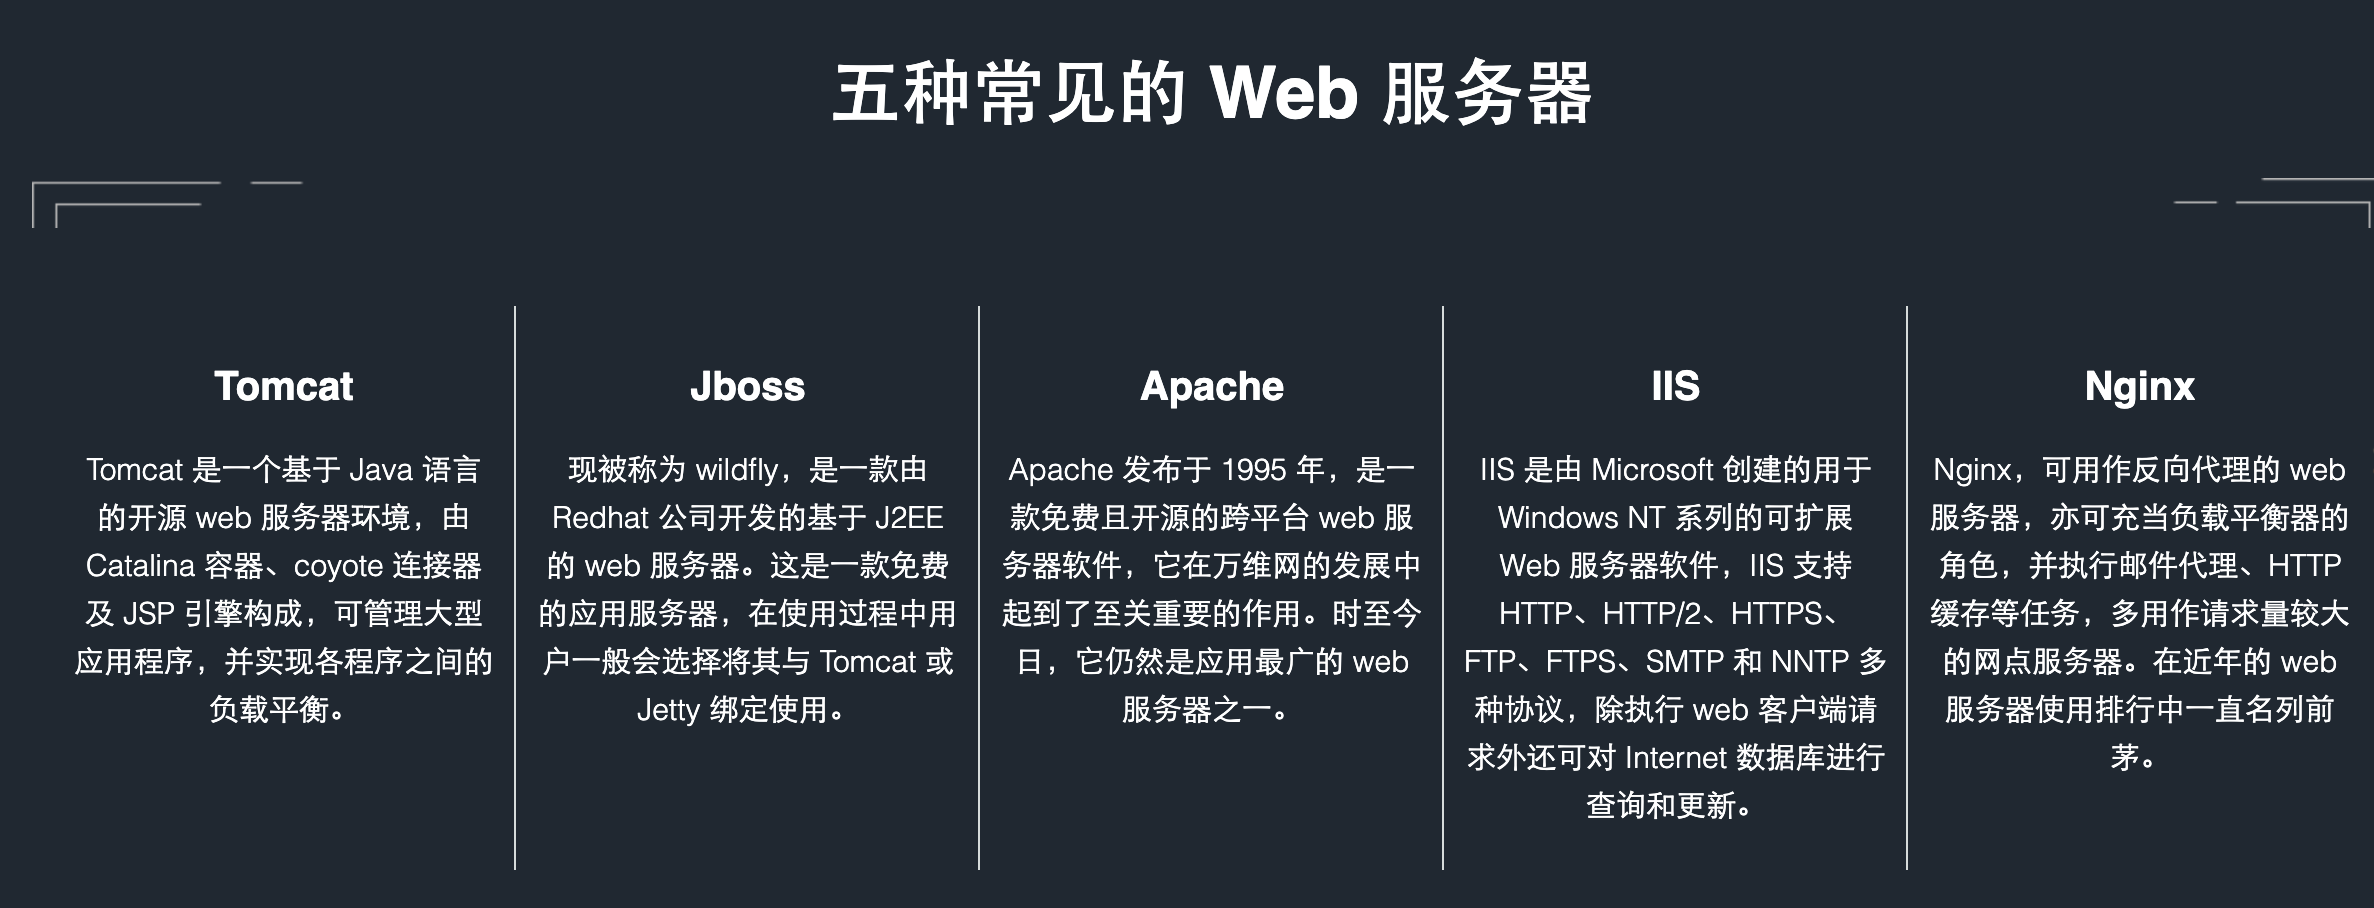 五种常见的 Web 服务器
Tomcat
Tomcat 是一个基于 Java 语言
的开源 web 服务器环境，由
Catalina 容器、coyote 连接器
及 JSP 引擎构成，可管理大型
应用程序，并实现各程序之间的
负载平衡。
Jboss
现被称为 wildfly，是一款由
Redhat 公司开发的基于 J2EE
的 web 服务器。这是一款免费
的应用服务器，在使用过程中用
户一般会选择将其与 Tomcat 或
Jetty 绑定使用。
Apache
Apache 发布于 1995 年，是一
款免费且开源的跨平台 web 服
务器软件，它在万维网的发展中
起到了至关重要的作用。时至今
日，它仍然是应用最广的 web
服务器之一。
IIS
IIS 是由 Microsoft 创建的用于
Windows NT 系列的可扩展
Web 服务器软件，IIS 支持
HTTP、HTTP/2、HTTPS、
FTP、FTPS、SMTP 和 NNTP 多
种协议，除执行 web 客户端请
求外还可对 Internet 数据库进行
查询和更新。
Nginx
Nginx，可用作反向代理的 web
服务器，亦可充当负载平衡器的
角色，并执行邮件代理、HTTP
缓存等任务，多用作请求量较大
的网点服务器。在近年的 web
服务器使用排行中一直名列前
茅。